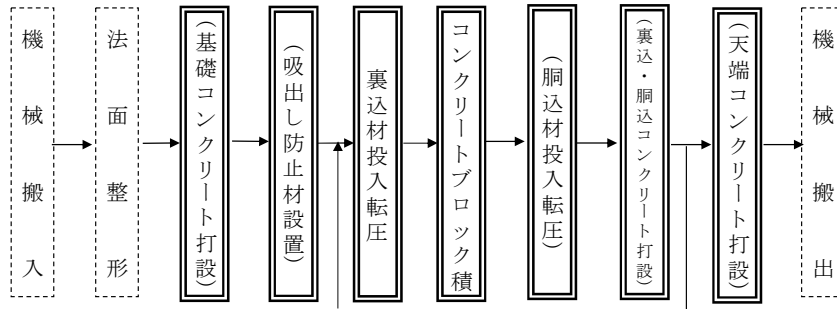 機械搬入
法面整形
（基礎コンクリート打設）
（吸出し防止材設置）
裏込材投入転圧
コンクリートブロック積
（胴込材投入転圧）
（裏込・胴込コンクリート打設）
（天端コンクリート打設）
機械搬出